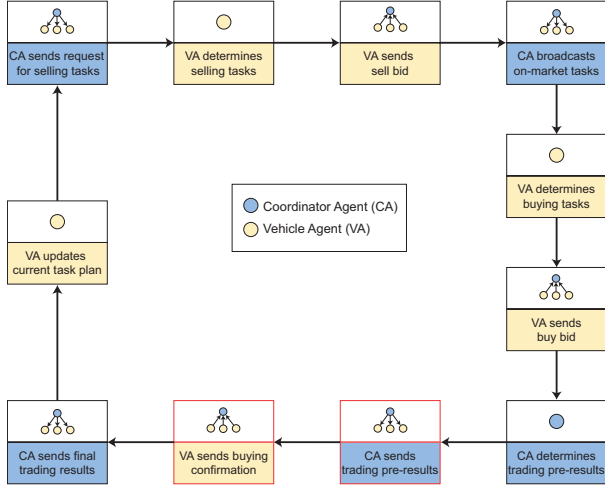 CA sends request
for selling tasks
VA determines
selling tasks
VA sends
sell bid
CA broadcasts
on-market tasks
VA determines
buying tasks
Coordinator Agent (CA)
Vehicle Agent (VA)
VA updates
current task plan
VA sends
buy bid
CA sends final
trading results
VA sends buying
confirmation
CA sends
trading pre-results
CA determines
trading pre-results